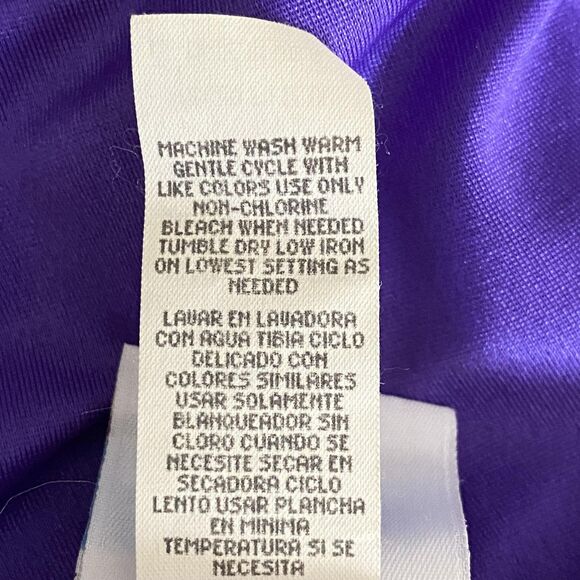 MACHINE WASH WARM
GENTLE CYCLE WITH
LIKE COLORS USE ONLY
NON-CHLORINE
BLEACH WHEN NEEDED
TUMBLE DRY LOW IRON
ON LOWEST SETTING AS
NEEDED
LAVAR EN LAVADORA
CON AGUA TIBIA CICLO
DELICADO CON
COLORES SIMILARES
USAR SOLAMENTE
BLANQUEADOR SIN
CLORO CUANDO SE
NECESITE SECAR EN
SECADORA CICLO
LENTO USAR PLANCHA
EN MINIMA
TEMPERATURA SI SE
NECESITA